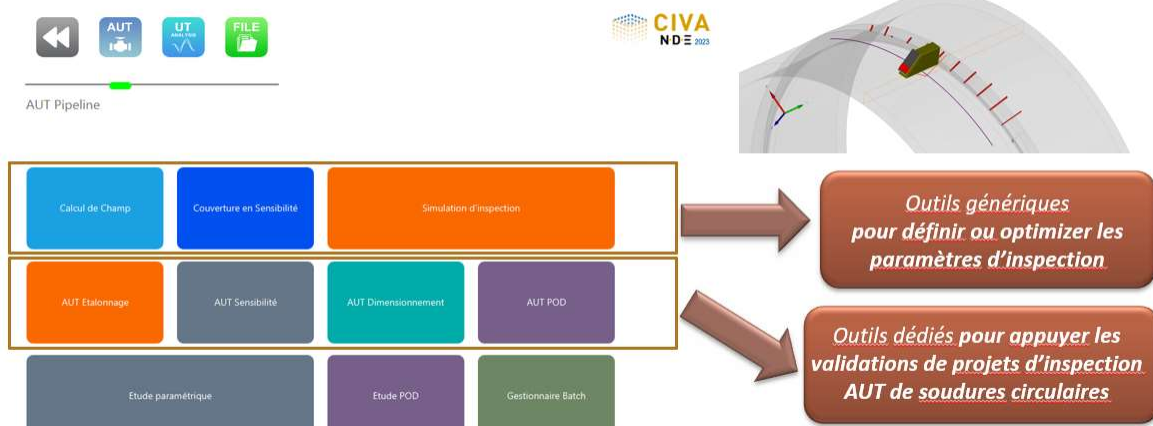 AUT
UT
ANALYSIS
FILE
CIVA
NDE 2023
AUT Pipeline
Calcul de Champ
Couverture en Sensibilité
Simulation d'inspection
Outils génériques
pour définir ou optimizer les
paramètres d'inspection
AUT Etalonnage
AUT Sensibilité
AUT Dimensionnement
AUT POD
Outils dédiés pour appuyer les
validations de projets d'inspection
AUT de soudures circulaires
Etude paramétrique
Etude POD
Gestionnaire Batch